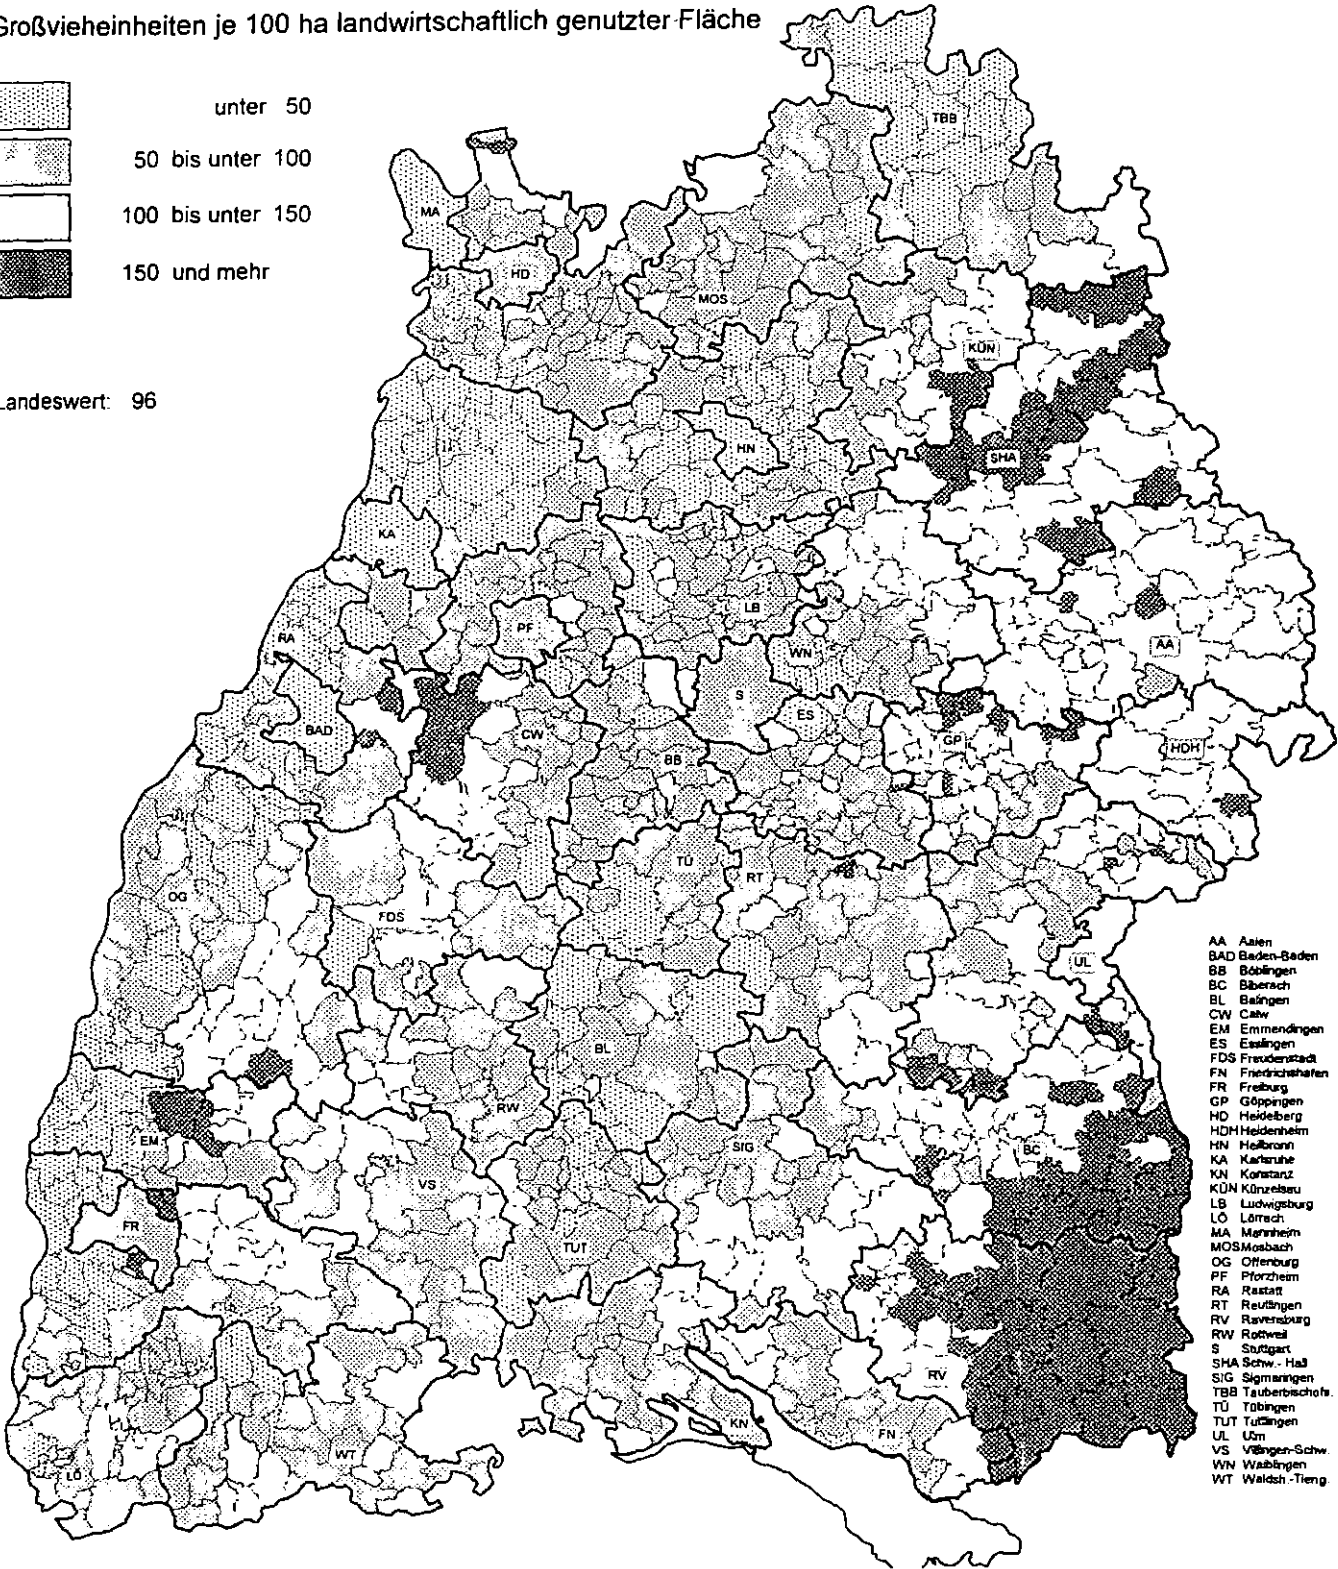 Großvieheinheiten je 100 ha landwirtschaftlich genutzter Fläche
unter 50
50 bis unter 100
100 bis unter 150
150 und mehr
Landeswert: 96
TBB
MA
HD
MOS
KÜN
HN
SHA
KA
LB
RA
PF
WN
AA
S
BAD
CW
ES
GP
HDH
BB
TÜ
RT
OG
FDS
UL
BL
RW
EM
SIG
BC
VS
FR
TUT
RV
KN
FN
WT
LÖ
AA Aalen
BAD Baden-Baden
BB Böblingen
BC Biberach
BL Balingen
CW Calw
EM Emmendingen
ES Esslingen
FDS Freudenstadt
FN Friedrichshafen
FR Freiburg
GP Göppingen
HD Heidelberg
HDH Heidenheim
HN Heilbronn
KA Karlsruhe
KN Konstanz
KÜN Künzelsau
LB Ludwigsburg
LÖ Lörrach
MA Mannheim
MOS Mosbach
OG Offenburg
PF Pforzheim
RA Rastatt
RT Reutlingen
RV Ravensburg
RW Rottweil
S Stuttgart
SHA Schw.- Hall
SIG Sigmaringen
TBB Tauberbischofs.
TÜ Tübingen
TUT Tuttlingen
UL Ulm
VS Villingen-Schw.
WN Waiblingen
WT Waldsh.-Tieng.